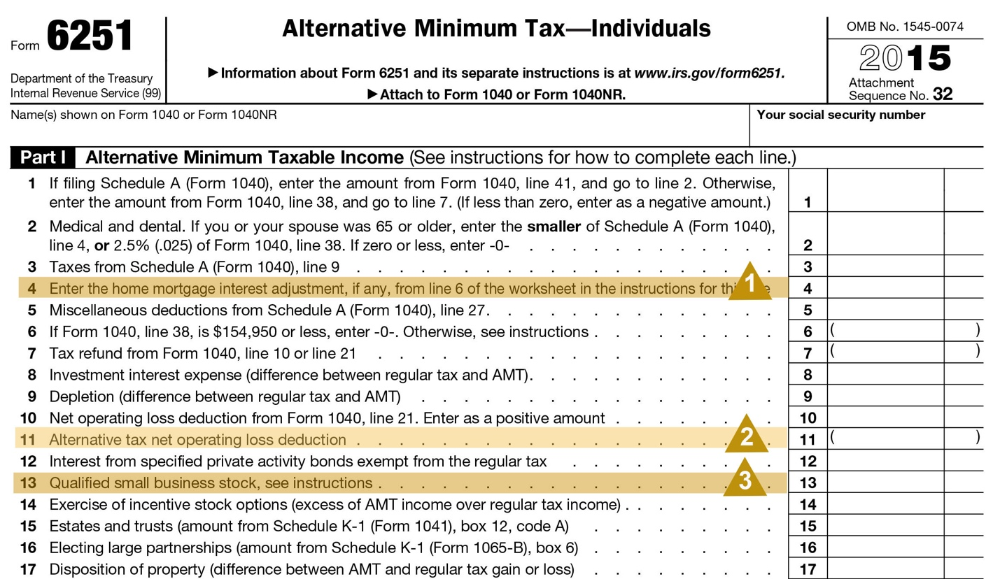 Form 6251
Department of the Treasury
Internal Revenue Service (99)
Alternative Minimum Tax—Individuals
▶ Information about Form 6251 and its separate instructions is at www.irs.gov/form6251.
▶ Attach to Form 1040 or Form 1040NR.
OMB No. 1545-0074
2015
Attachment
Sequence No. 32
Name(s) shown on Form 1040 or Form 1040NR
Your social security number
Part I Alternative Minimum Taxable Income (See instructions for how to complete each line.)
1 If filing Schedule A (Form 1040), enter the amount from Form 1040, line 41, and go to line 2. Otherwise,
enter the amount from Form 1040, line 38, and go to line 7. (If less than zero, enter as a negative amount.) 1
2 Medical and dental. If you or your spouse was 65 or older, enter the smaller of Schedule A (Form 1040),
line 4, or 2.5% (.025) of Form 1040, line 38. If zero or less, enter -0- . . . . . . . . . . . . 2
3 Taxes from Schedule A (Form 1040), line 9 . . . . . . . . . . . . . . . . . . . . 3
4 Enter the home mortgage interest adjustment, if any, from line 6 of the worksheet in the instructions for 1 4
5 Miscellaneous deductions from Schedule A (Form 1040), line 27. . . . . . . . . . . . . . 5
6 If Form 1040, line 38, is $154,950 or less, enter -0-. Otherwise, see instructions . . . . . . . . . 6 ( )
7 Tax refund from Form 1040, line 10 or line 21 . . . . . . . . . . . . . . . . . . . 7 ( )
8 Investment interest expense (difference between regular tax and AMT). . . . . . . . . . . . 8
9 Depletion (difference between regular tax and AMT) . . . . . . . . . . . . . . . . . 9
10 Net operating loss deduction from Form 1040, line 21. Enter as a positive amount . . . . . . . . 10
11 Alternative tax net operating loss deduction . . . . . . . . . . . . . . . . . . . 2 . 11 ( )
12 Interest from specified private activity bonds exempt from the regular tax . . . . . . . . . . 12
13 Qualified small business stock, see instructions . . . . . . . . . . . . . . . . . . 3 . 13
14 Exercise of incentive stock options (excess of AMT income over regular tax income) . . . . . . . . 14
15 Estates and trusts (amount from Schedule K-1 (Form 1041), box 12, code A) . . . . . . . . . 15
16 Electing large partnerships (amount from Schedule K-1 (Form 1065-B), box 6) . . . . . . . . . 16
17 Disposition of property (difference between AMT and regular tax gain or loss) . . . . . . . . . 17